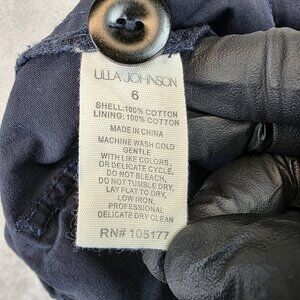 ULLA JOHNSON
6
SHELL:100% COTTON
LINING: 100% COTTON
MADE IN CHINA
MACHINE WASH COLD
GENTLE
WITH LIKE COLORS,
OR DELICATE CYCLE,
DO NOT BLEACH,
DO NOT TUMBLE DRY,
LAY FLAT TO DRY,
LOW IRON,
PROFESSIONAL
DELICATE DRY CLEAN
RN# 105177